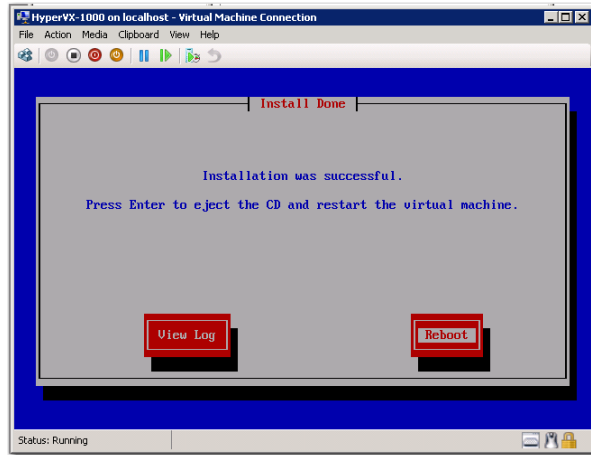 HyperVX-1000 on localhost - Virtual Machine Connection
File Action Media Clipboard View Help
Install Done
Installation was successful.
Press Enter to eject the CD and restart the virtual machine.
View Log
Reboot
Status: Running